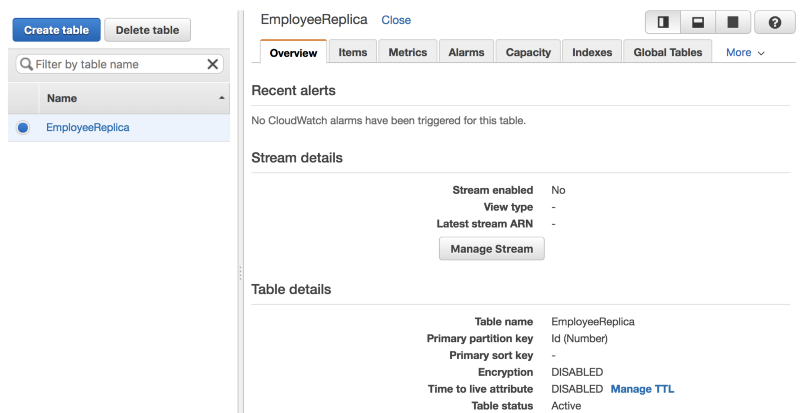 Create table
Delete table
Filter by table name
Name
EmployeeReplica
EmployeeReplica Close
Overview Items Metrics Alarms Capacity Indexes Global Tables More
Recent alerts
No CloudWatch alarms have been triggered for this table.
Stream details
Stream enabled No
View type -
Latest stream ARN -
Manage Stream
Table details
Table name EmployeeReplica
Primary partition key Id (Number)
Primary sort key -
Encryption DISABLED
Time to live attribute DISABLED Manage TTL
Table status Active